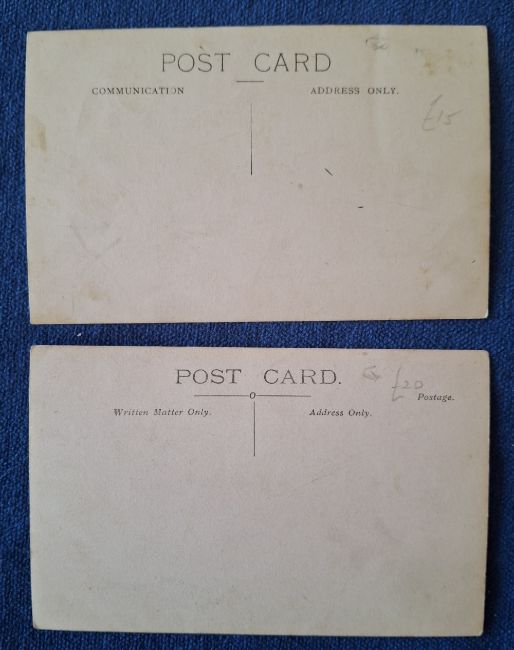 POST CARD
COMMUNICATION
ADDRESS ONLY.
£15
POST CARD.
£20
Postage.
Written Matter Only.
Address Only.